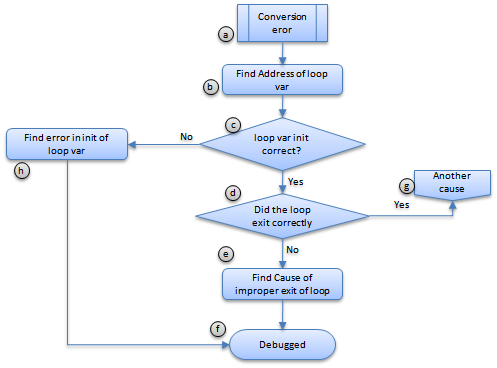 Conversion
eror
a
Find Address of loop
var
b
c
loop var init
correct?
No
Find error in init of
loop var
h
Yes
d
Did the loop
exit correctly
Yes
g
Another
cause
No
e
Find Cause of
improper exit of loop
f
Debugged